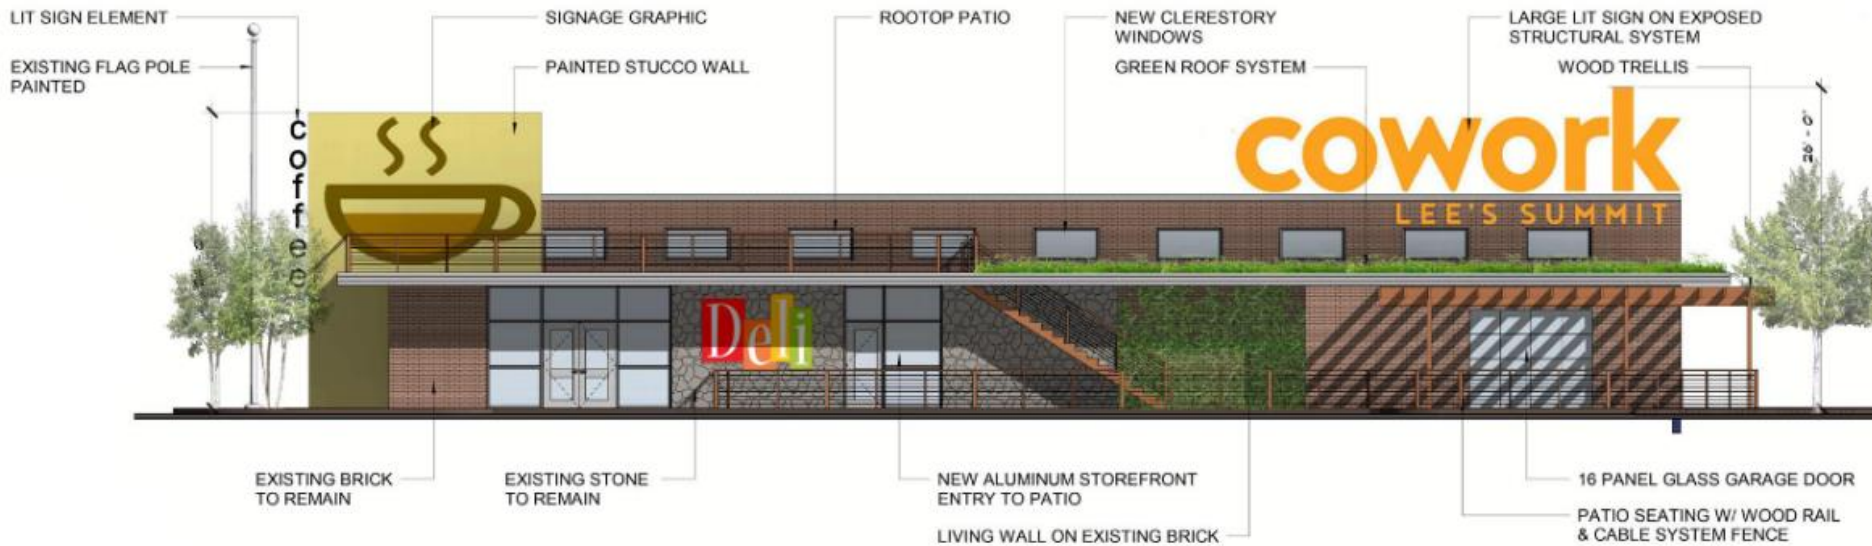 LIT SIGN ELEMENT
SIGNAGE GRAPHIC
ROOTOP PATIO
NEW CLERESTORY
WINDOWS
LARGE LIT SIGN ON EXPOSED
STRUCTURAL SYSTEM
EXISTING FLAG POLE
PAINTED
PAINTED STUCCO WALL
GREEN ROOF SYSTEM
WOOD TRELLIS
coffee
cowork
LEE'S SUMMIT
26' - 0"
Deli
EXISTING BRICK
TO REMAIN
EXISTING STONE
TO REMAIN
NEW ALUMINUM STOREFRONT
ENTRY TO PATIO
LIVING WALL ON EXISTING BRICK
16 PANEL GLASS GARAGE DOOR
PATIO SEATING W/ WOOD RAIL
& CABLE SYSTEM FENCE